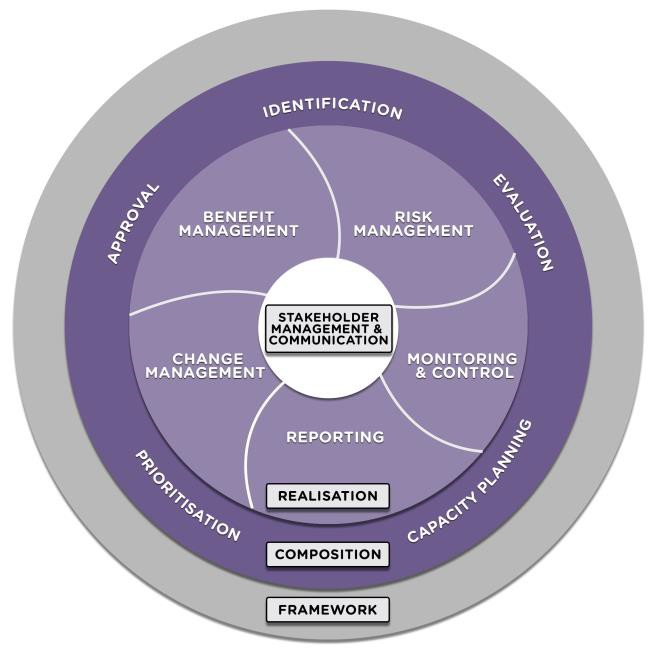 IDENTIFICATION
APPROVAL
EVALUATION
BENEFIT
MANAGEMENT
RISK
MANAGEMENT
STAKEHOLDER
MANAGEMENT &
COMMUNICATION
CHANGE
MANAGEMENT
MONITORING
& CONTROL
REPORTING
PRIORITISATION
CAPACITY PLANNING
REALISATION
COMPOSITION
FRAMEWORK